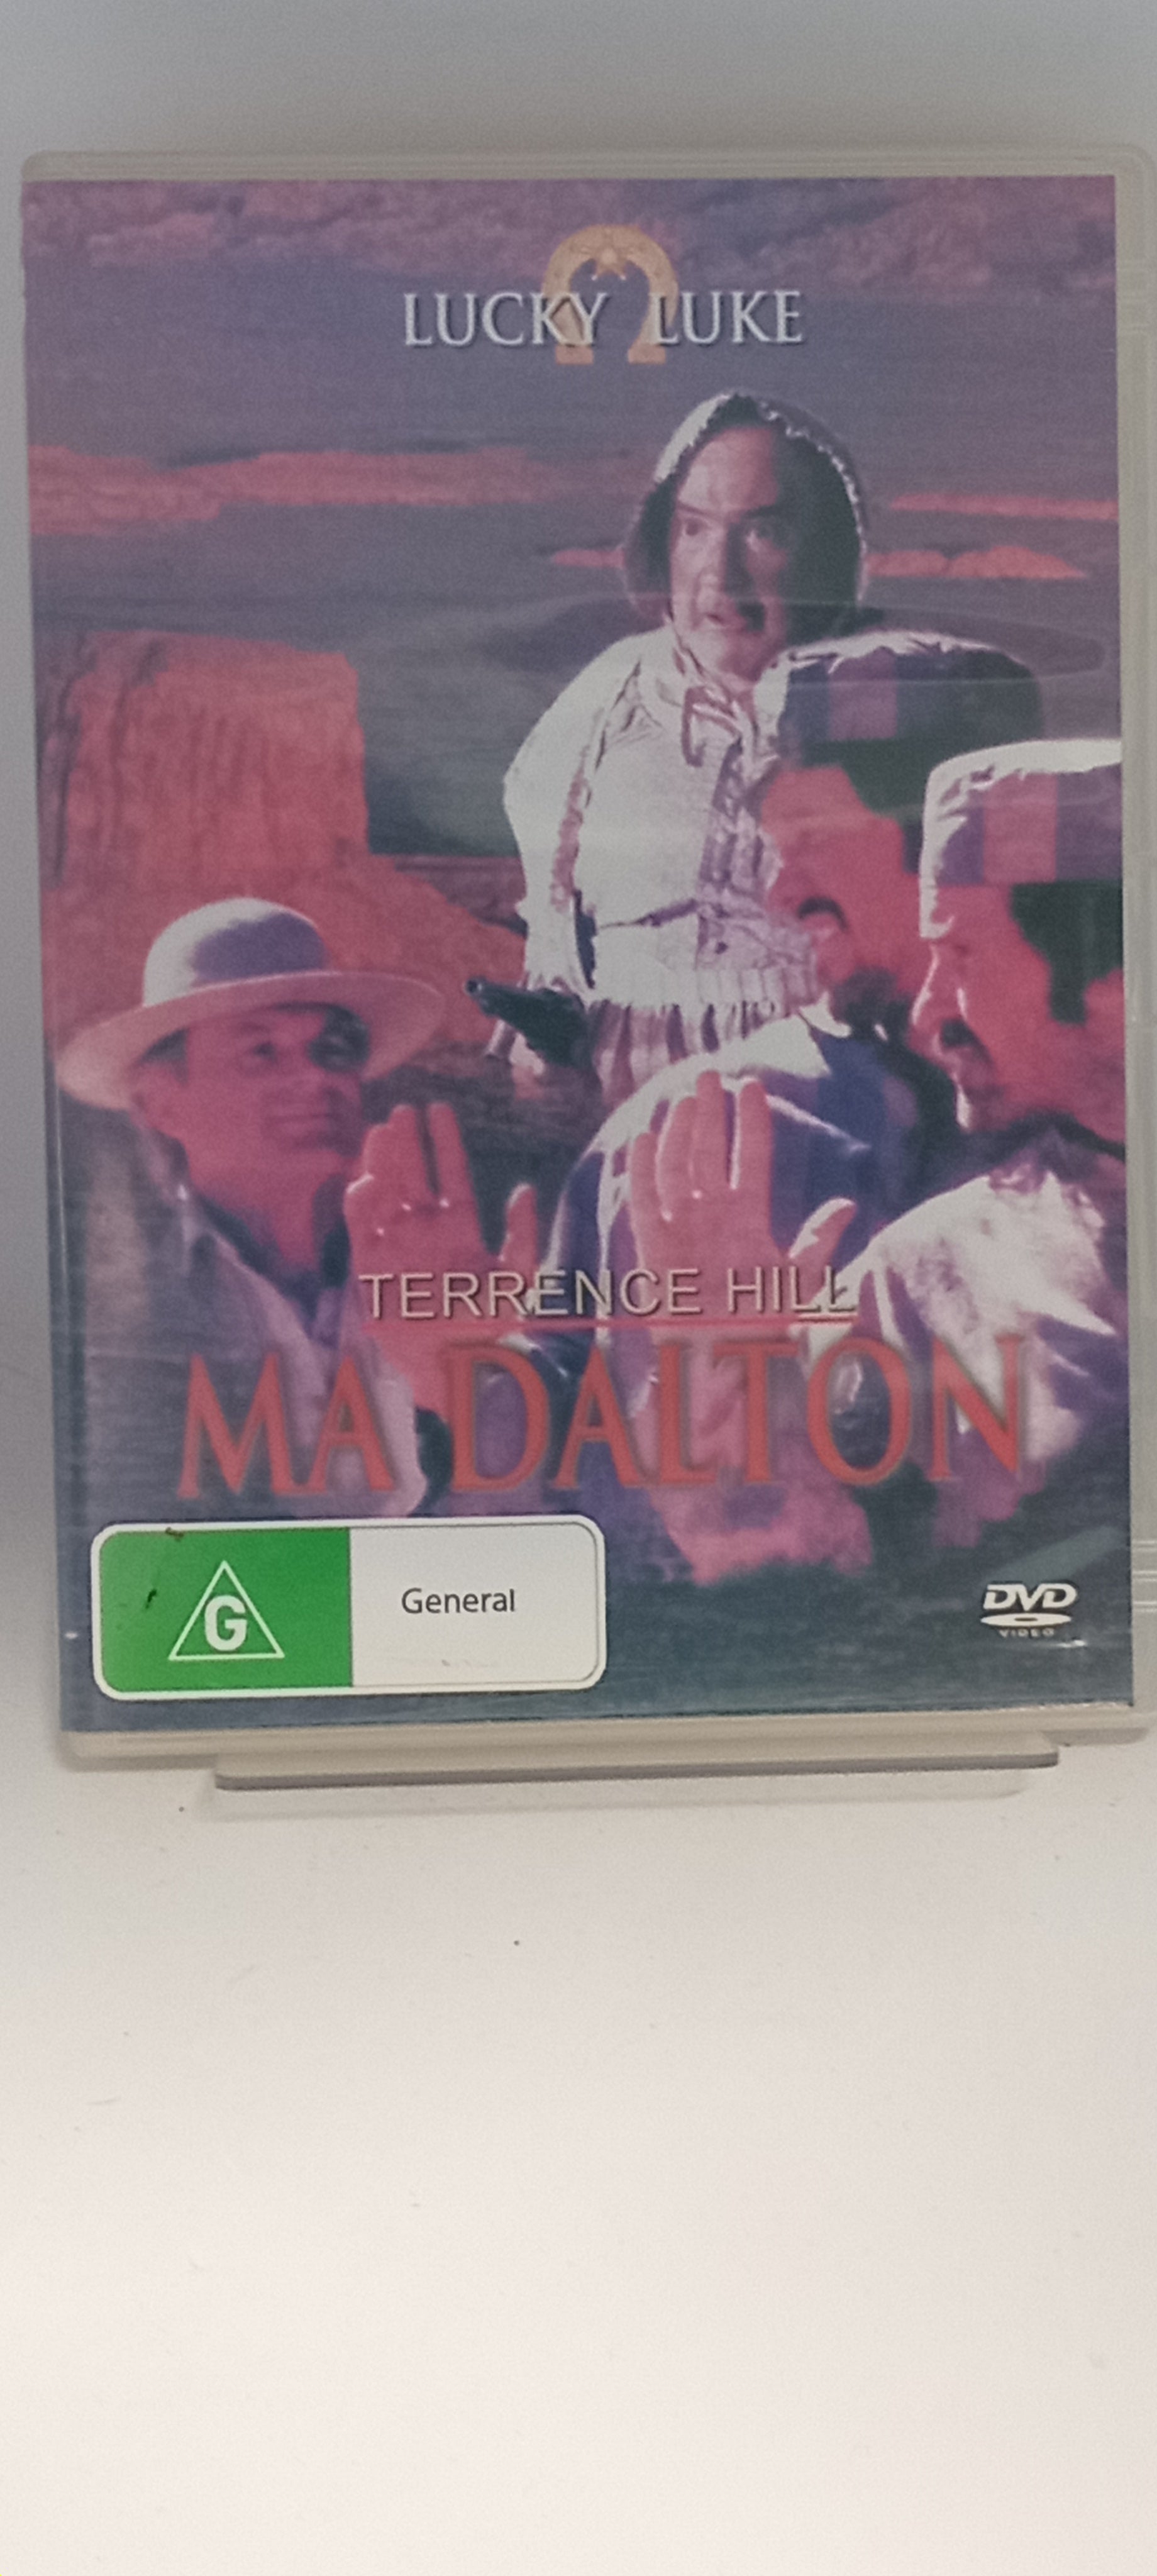 LUCKY LUKE
TERRENCE HILL
MA DALTON
G
General
DVD
VIDEO